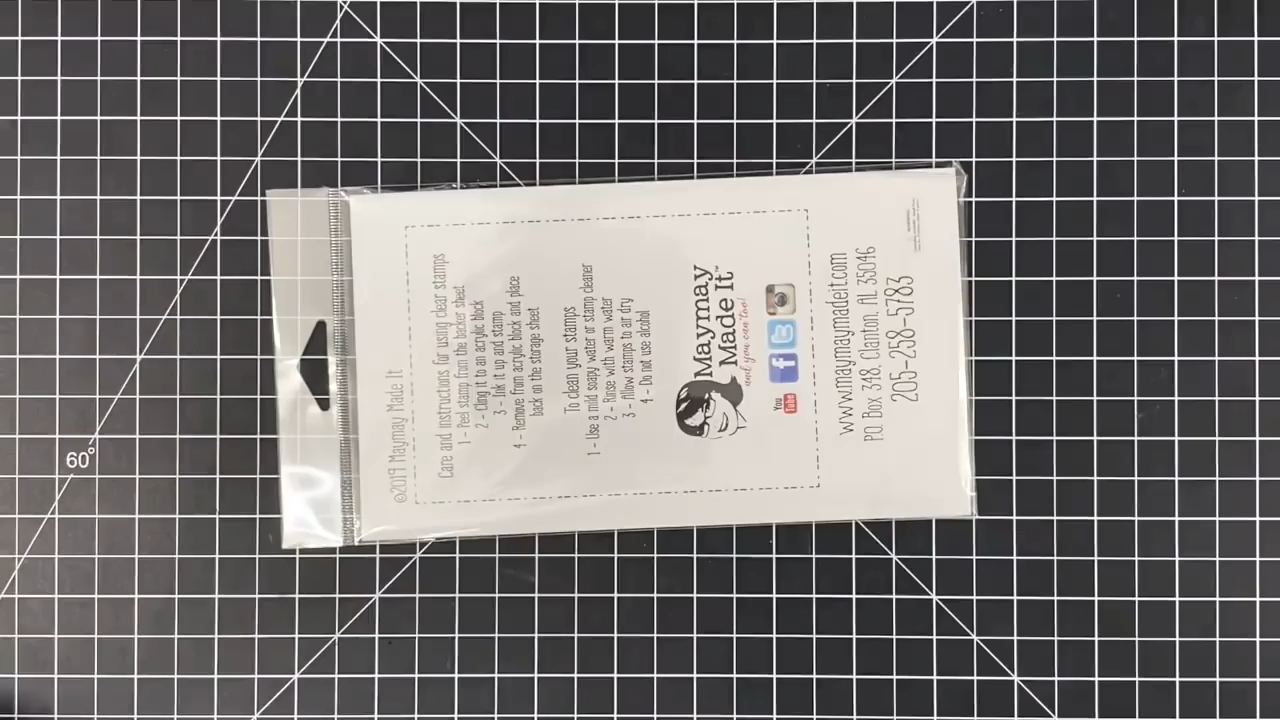 ©2019 Maymay Made It
Care and instructions for using clear stamps
1 - Peel stamp from the backer sheet
2 - Cling it to an acrylic block
3 - Ink it up and stamp
4 - Remove from acrylic block and place
back on the storage sheet
To clean your stamps
1 - Use a mild soapy water or stamp cleaner
2 - Rinse with warm water
3 - Allow stamps to air dry
4 - Do not use alcohol
Maymay
Made It™
and you can too!
You Tube f t
www.maymaymadeit.com
P.O. Box 348, Clanton, AL 35046
205-258-5783
60°